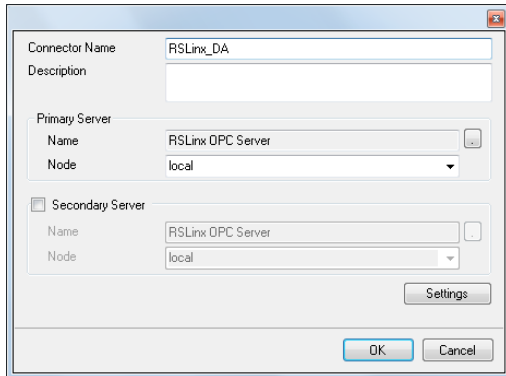 Connector Name RSLinx_DA
Description
Primary Server
Name RSLinx OPC Server .
Node local
Secondary Server
Name RSLinx OPC Server .
Node local
Settings
OK Cancel